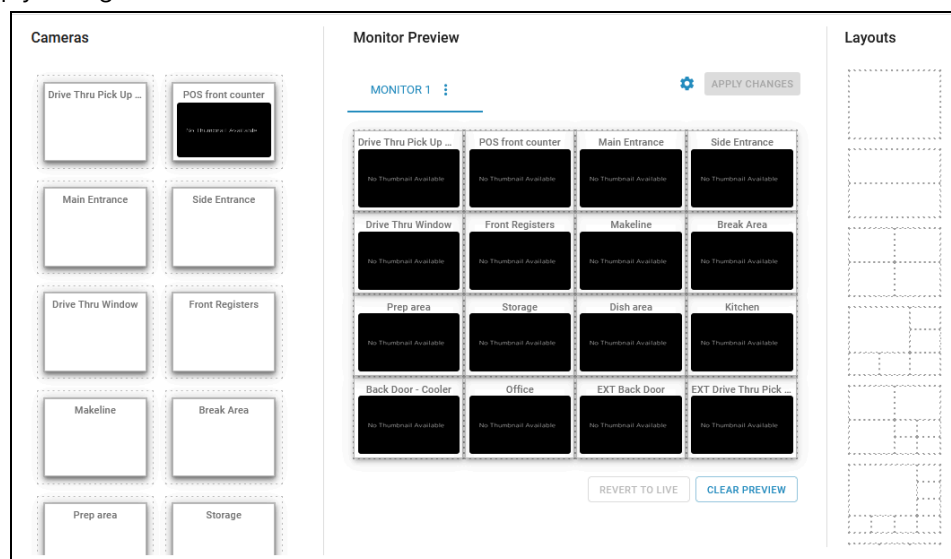 Cameras
Monitor Preview
Layouts
MONITOR 1
APPLY CHANGES
Drive Thru Pick Up ...
POS front counter
No Thumbnail Available
Main Entrance
Side Entrance
Drive Thru Window
Front Registers
Makeline
Break Area
Prep area
Storage
Drive Thru Pick Up ...
POS front counter
Main Entrance
Side Entrance
No Thumbnail Available
No Thumbnail Available
No Thumbnail Available
No Thumbnail Available
Drive Thru Window
Front Registers
Makeline
Break Area
No Thumbnail Available
No Thumbnail Available
No Thumbnail Available
No Thumbnail Available
Prep area
Storage
Dish area
Kitchen
No Thumbnail Available
No Thumbnail Available
No Thumbnail Available
No Thumbnail Available
Back Door - Cooler
Office
EXT Back Door
EXT Drive Thru Pick ...
No Thumbnail Available
No Thumbnail Available
No Thumbnail Available
No Thumbnail Available
REVERT TO LIVE
CLEAR PREVIEW